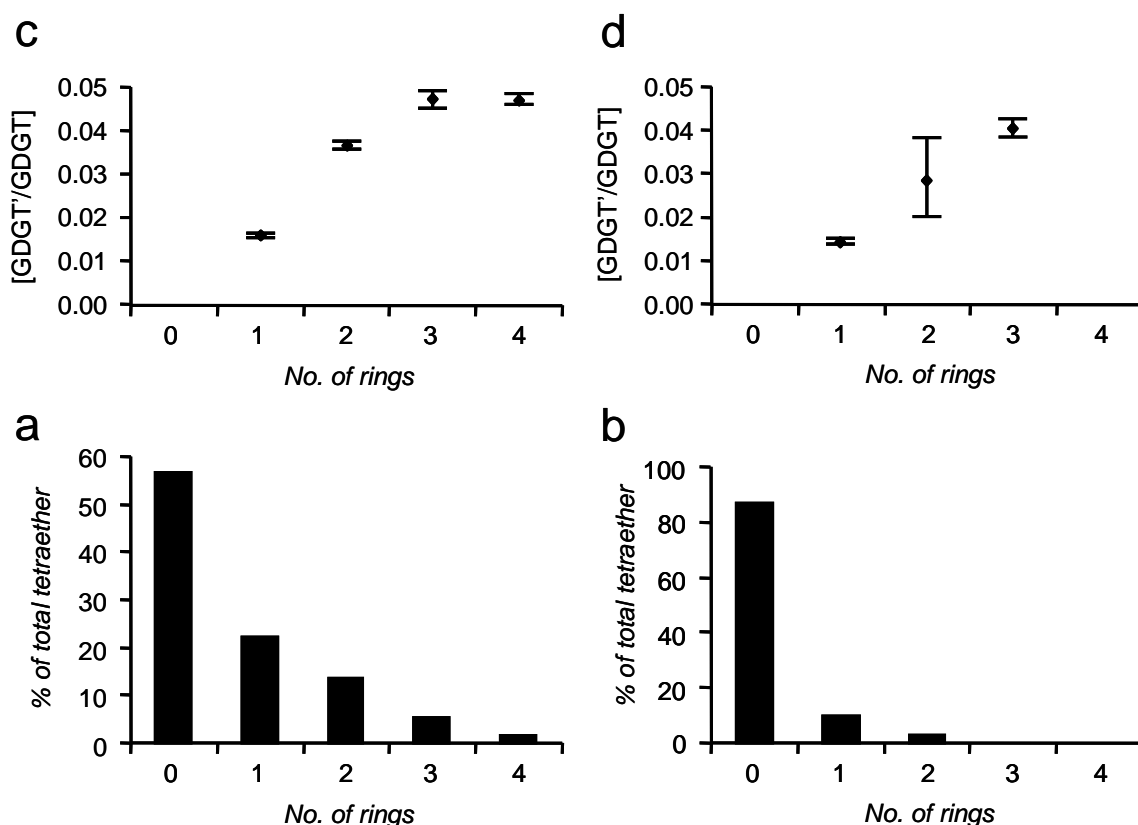 c
[GDGT'/GDGT]
0.05
0.04
0.03
0.02
0.01
0.00
0 1 2 3 4
No. of rings
d
[GDGT'/GDGT]
0.05
0.04
0.03
0.02
0.01
0.00
0 1 2 3 4
No. of rings
a
% of total tetraether
60
50
40
30
20
10
0
0 1 2 3 4
No. of rings
b
% of total tetraether
100
80
60
40
20
0
0 1 2 3 4
No. of rings